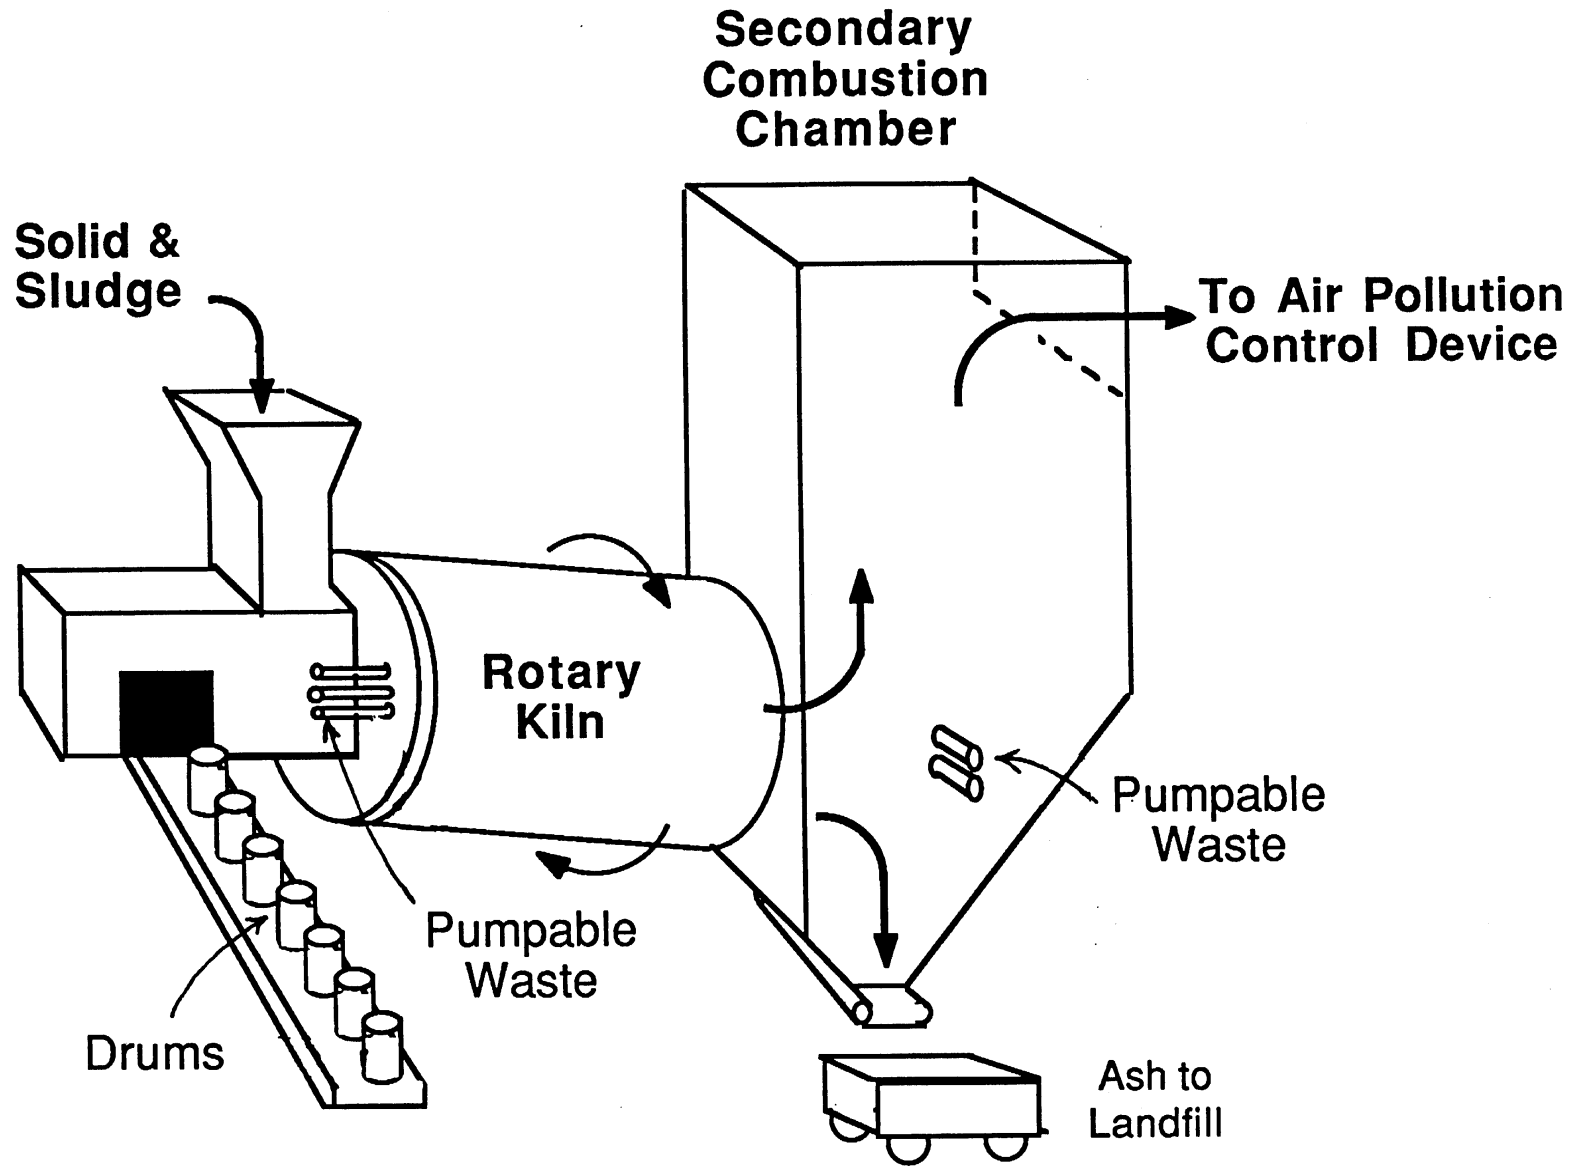 Secondary
Combustion
Chamber
Solid &
Sludge
To Air Pollution
Control Device
Rotary
Kiln
Pumpable
Waste
Pumpable
Waste
Drums
Ash to
Landfill